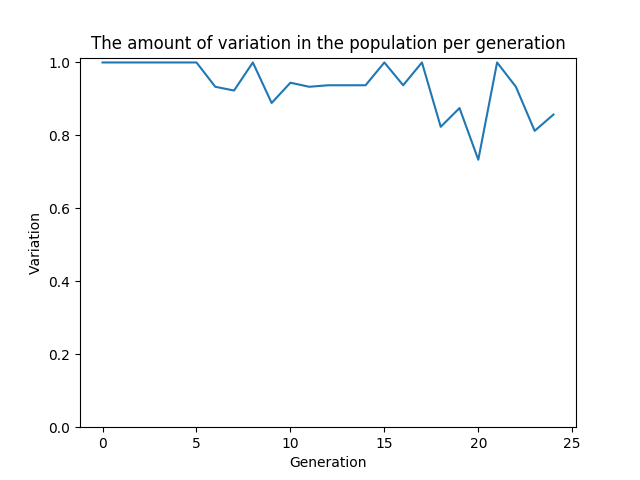 The amount of variation in the population per generation
1.0
0.8
0.6
0.4
0.2
0.0
Variation
0 5 10 15 20 25
Generation